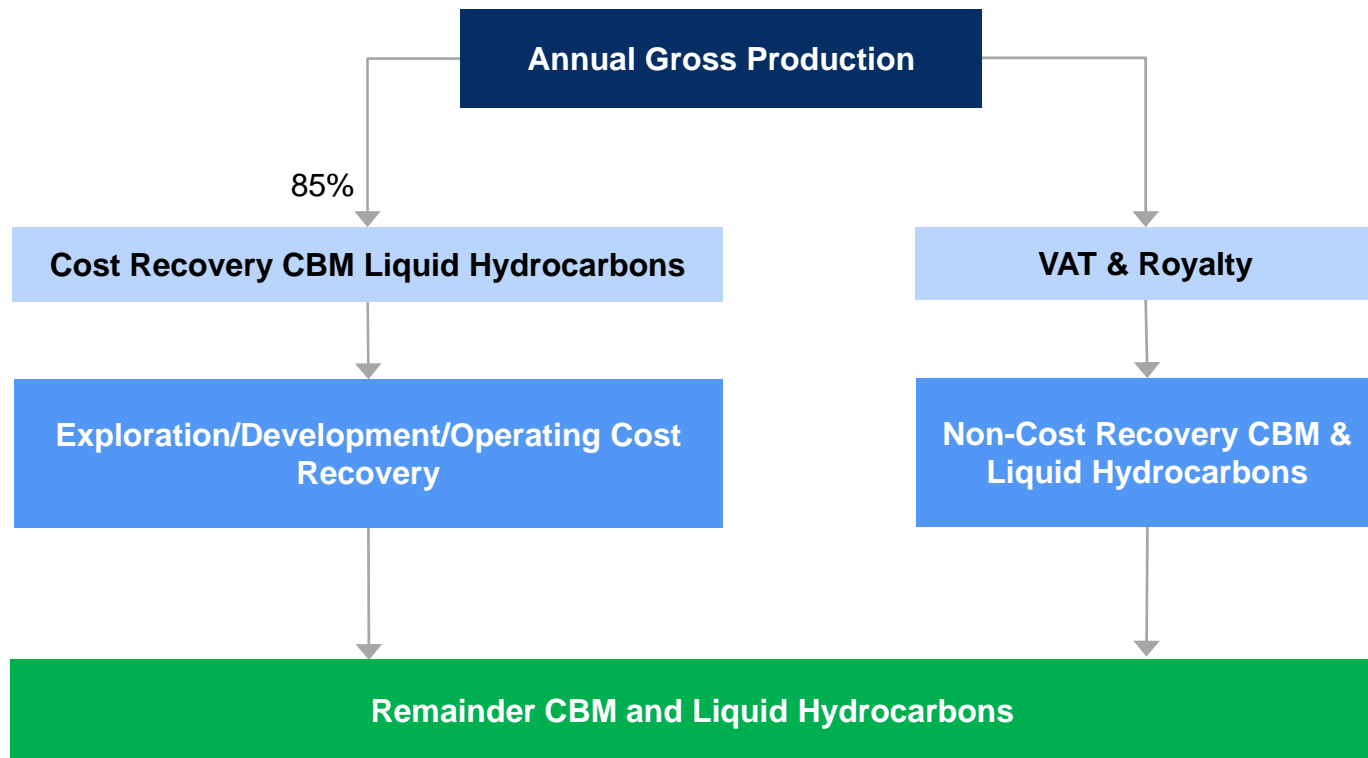 Annual Gross Production
85%
Cost Recovery CBM Liquid Hydrocarbons
VAT & Royalty
Exploration/Development/Operating Cost
Recovery
Non-Cost Recovery CBM &
Liquid Hydrocarbons
Remainder CBM and Liquid Hydrocarbons